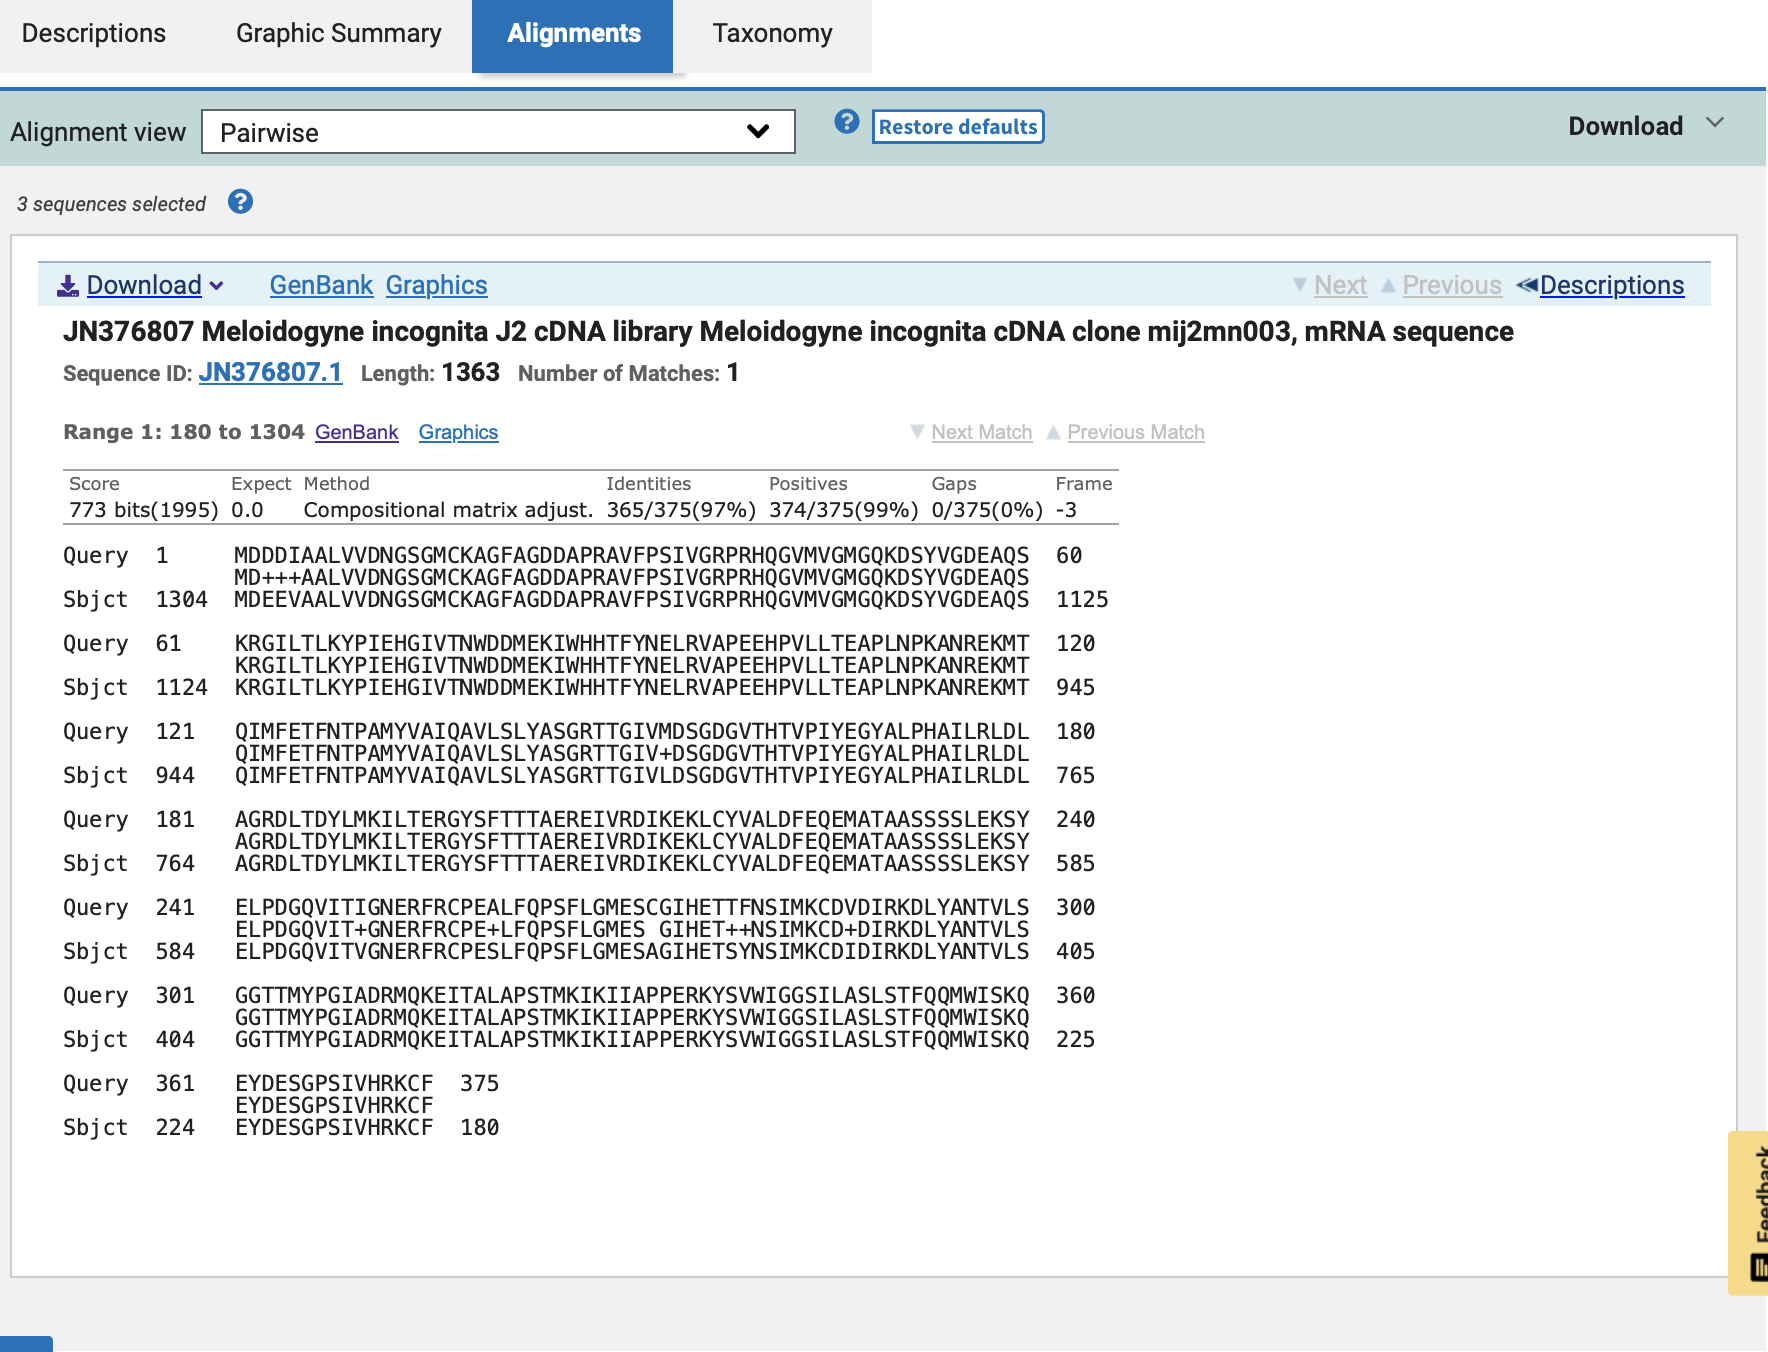 Descriptions Graphic Summary Alignments Taxonomy
Alignment view Pairwise ? Restore defaults Download
3 sequences selected ?
Download GenBank Graphics Next Previous Descriptions
JN376807 Meloidogyne incognita J2 cDNA library Meloidogyne incognita cDNA clone mij2mn003, mRNA sequence
Sequence ID: JN376807.1 Length: 1363 Number of Matches: 1
Range 1: 180 to 1304 GenBank Graphics Next Match Previous Match
Score Expect Method Identities Positives Gaps Frame
773 bits(1995) 0.0 Compositional matrix adjust. 365/375(97%) 374/375(99%) 0/375(0%) -3
Query 1 MDDDIAALVVDNGSGMCKAGFAGDDAPRAVFPSIVGRPRHQGVMVGMGQKDSYVGDEAQS 60
MD+++AALVVDNGSGMCKAGFAGDDAPRAVFPSIVGRPRHQGVMVGMGQKDSYVGDEAQS
Sbjct 1304 MDEEVAALVVDNGSGMCKAGFAGDDAPRAVFPSIVGRPRHQGVMVGMGQKDSYVGDEAQS 1125
Query 61 KRGILTLKYPIEHGIVTNWDDMEKIWHHTFYNELRVAPEEHPVLLTEAPLNPKANREKMT 120
KRGILTLKYPIEHGIVTNWDDMEKIWHHTFYNELRVAPEEHPVLLTEAPLNPKANREKMT
Sbjct 1124 KRGILTLKYPIEHGIVTNWDDMEKIWHHTFYNELRVAPEEHPVLLTEAPLNPKANREKMT 945
Query 121 QIMFETFNTPAMYVAIQAVLSLYASGRTTGIVMDSGDGVTHTVPIYEGYALPHAILRLDL 180
QIMFETFNTPAMYVAIQAVLSLYASGRTTGIV+DSGDGVTHTVPIYEGYALPHAILRLDL
Sbjct 944 QIMFETFNTPAMYVAIQAVLSLYASGRTTGIVLDSGDGVTHTVPIYEGYALPHAILRLDL 765
Query 181 AGRDLTDYLMKILTERGYSFTTTAEREIVRDIKEKLCYVALDFEQEMATAASSSSLEKSY 240
AGRDLTDYLMKILTERGYSFTTTAEREIVRDIKEKLCYVALDFEQEMATAASSSSLEKSY
Sbjct 764 AGRDLTDYLMKILTERGYSFTTTAEREIVRDIKEKLCYVALDFEQEMATAASSSSLEKSY 585
Query 241 ELPDGQVITIGNERFRCPEALFQPSFLGMESCGIHETTFNSIMKCDVDIRKDLYANTVLS 300
ELPDGQVIT+GNERFRCPE+LFQPSFLGMES GIHET++NSIMKCD+DIRKDLYANTVLS
Sbjct 584 ELPDGQVITVGNERFRCPESLFQPSFLGMESAGIHETSYNSIMKCDIDIRKDLYANTVLS 405
Query 301 GGTTMYPGIADRMQKEITALAPSTMKIKIIAPPERKYSVWIGGSILASLSTFQQMWISKQ 360
GGTTMYPGIADRMQKEITALAPSTMKIKIIAPPERKYSVWIGGSILASLSTFQQMWISKQ
Sbjct 404 GGTTMYPGIADRMQKEITALAPSTMKIKIIAPPERKYSVWIGGSILASLSTFQQMWISKQ 225
Query 361 EYDESGPSIVHRKCF 375
EYDESGPSIVHRKCF
Sbjct 224 EYDESGPSIVHRKCF 180
Feedback